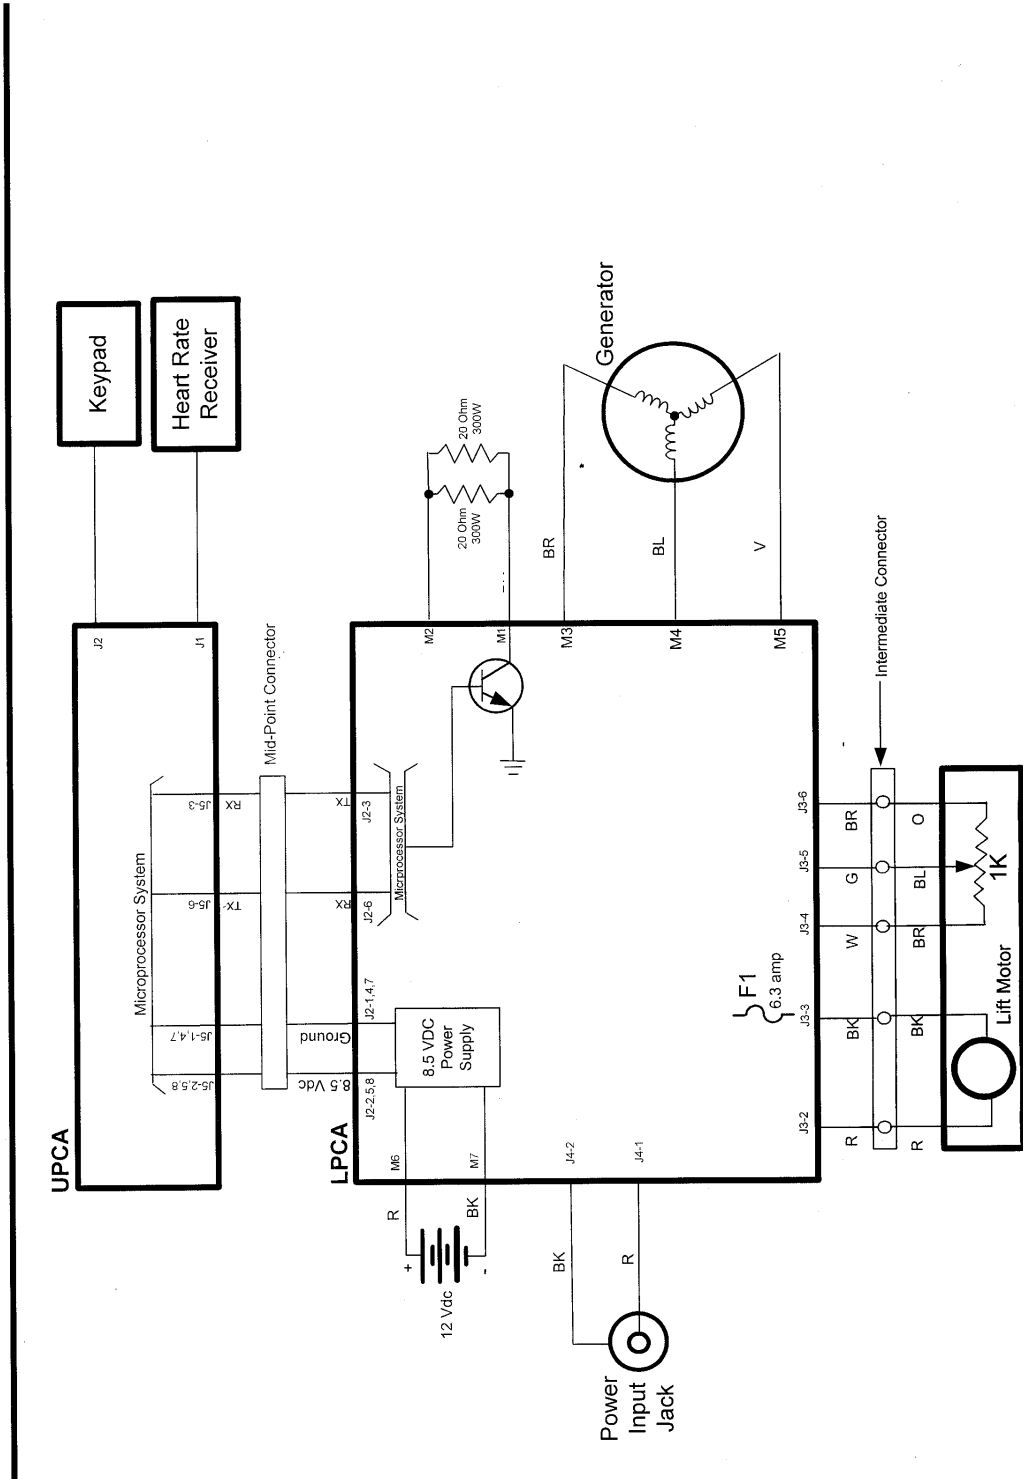 UPCA
Microprocessor System
J5-2,5,8
J5-1,4,7
J5-6
J5-3
TX
RX
J2
J1
Keypad
Heart Rate
Receiver
Mid-Point Connector
8.5 Vdc
Ground
RX
TX
LPCA
J2-2,5,8
J2-1,4,7
J2-6
J2-3
Micrprocessor System
8.5 VDC
Power
Supply
M6
M7
R
BK
+
-
12 Vdc
J4-2
J4-1
BK
R
Power
Input
Jack
M2
M1
20 Ohm
300W
20 Ohm
300W
M3
M4
M5
BR
BL
V
Generator
F1
6.3 amp
J3-2
J3-3
J3-4
J3-5
J3-6
R
BK
W
G
BR
Intermediate Connector
R
BK
BR
BL
O
Lift Motor
1K